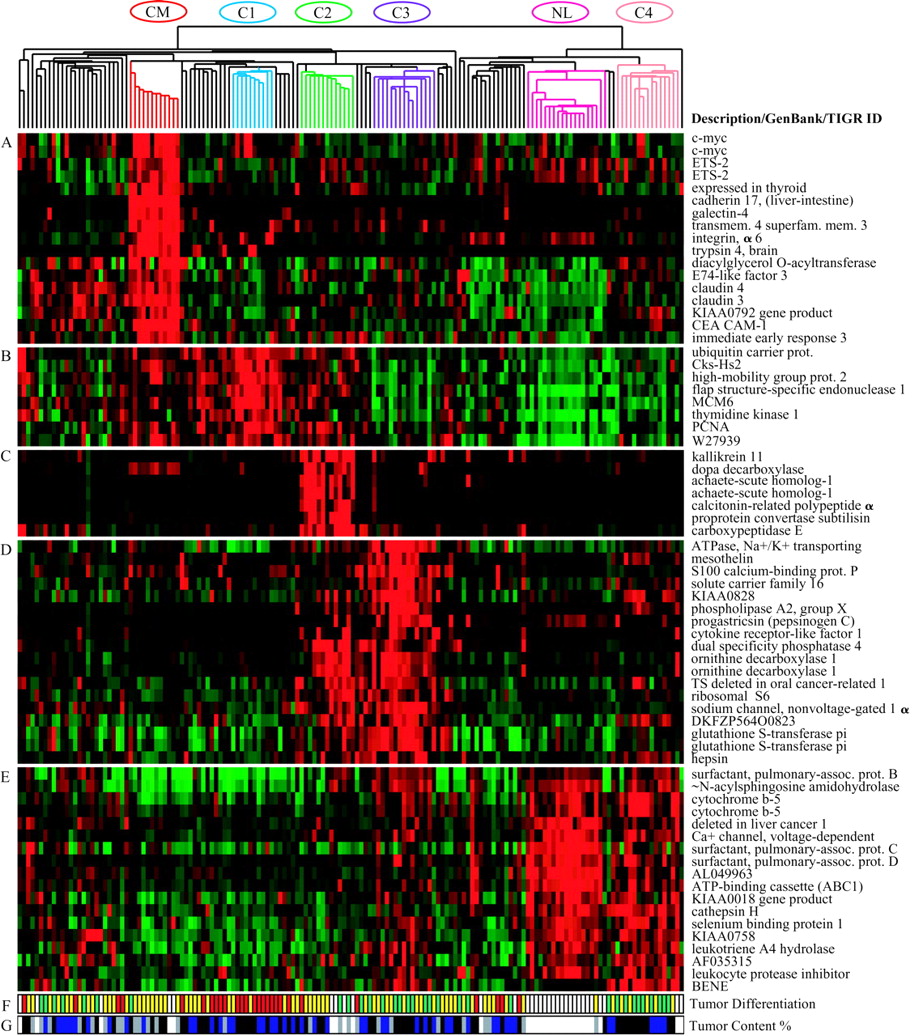 CM C1 C2 C3 NL C4
Description/GenBank/TIGR ID
A
c-myc
c-myc
ETS-2
ETS-2
expressed in thyroid
cadherin 17, (liver-intestine)
galectin-4
transmem. 4 superfam. mem. 3
integrin, α 6
trypsin 4, brain
diacylglycerol O-acyltransferase
E74-like factor 3
claudin 4
claudin 3
KIAA0792 gene product
CEA CAM-1
immediate early response 3
B
ubiquitin carrier prot.
Cks-Hs2
high-mobility group prot. 2
flap structure-specific endonuclease 1
MCM6
thymidine kinase 1
PCNA
W27939
C
kallikrein 11
dopa decarboxylase
achaete-scute homolog-1
achaete-scute homolog-1
calcitonin-related polypeptide α
proprotein convertase subtilisin
carboxypeptidase E
D
ATPase, Na+/K+ transporting
mesothelin
S100 calcium-binding prot. P
solute carrier family 16
KIAA0828
phospholipase A2, group X
progastricsin (pepsinogen C)
cytokine receptor-like factor 1
dual specificity phosphatase 4
ornithine decarboxylase 1
ornithine decarboxylase 1
TS deleted in oral cancer-related 1
ribosomal S6
sodium channel, nonvoltage-gated 1 α
DKFZP564O0823
glutathione S-transferase pi
glutathione S-transferase pi
hepsin
E
surfactant, pulmonary-assoc. prot. B
~N-acylsphingosine amidohydrolase
cytochrome b-5
cytochrome b-5
deleted in liver cancer 1
Ca+ channel, voltage-dependent
surfactant, pulmonary-assoc. prot. C
surfactant, pulmonary-assoc. prot. D
AL049963
ATP-binding cassette (ABC1)
KIAA0018 gene product
cathepsin H
selenium binding protein 1
KIAA0758
leukotriene A4 hydrolase
AF035315
leukocyte protease inhibitor
BENE
F
Tumor Differentiation
G
Tumor Content %